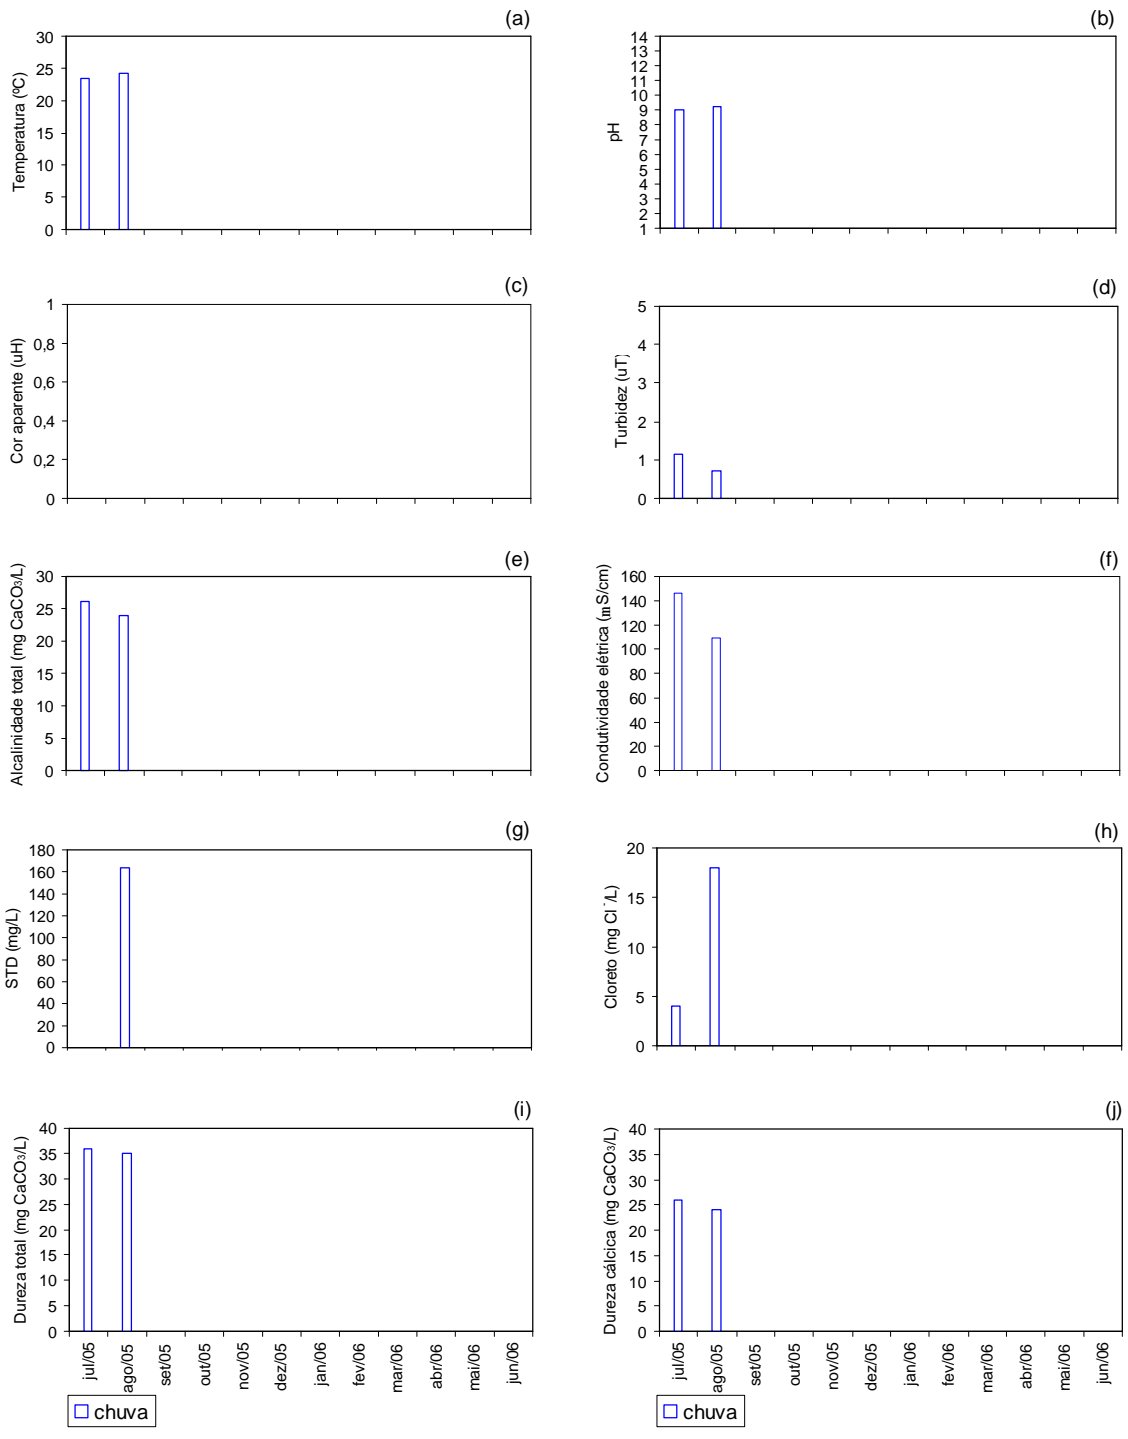 (a)
Temperatura (ºC)
30
25
20
15
10
5
0
(b)
pH
14
13
12
11
10
9
8
7
6
5
4
3
2
1
(c)
Cor aparente (uH)
1
0,8
0,6
0,4
0,2
0
(d)
Turbidez (uT)
5
4
3
2
1
0
(e)
Alcalinidade total (mg CaCO3/L)
30
25
20
15
10
5
0
(f)
Condutividade elétrica (mS/cm)
160
140
120
100
80
60
40
20
0
(g)
STD (mg/L)
180
160
140
120
100
80
60
40
20
0
(h)
Cloreto (mg Cl-/L)
20
15
10
5
0
(i)
Dureza total (mg CaCO3/L)
40
35
30
25
20
15
10
5
0
jul/05
ago/05
set/05
out/05
nov/05
dez/05
jan/06
fev/06
mar/06
abr/06
mai/06
jun/06
chuva
(j)
Dureza cálcica (mg CaCO3/L)
40
35
30
25
20
15
10
5
0
jul/05
ago/05
set/05
out/05
nov/05
dez/05
jan/06
fev/06
mar/06
abr/06
mai/06
jun/06
chuva